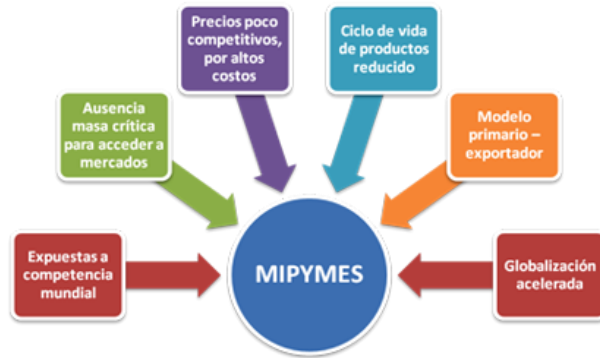 Precios poco
competitivos,
por altos
costos
Ciclo de vida
de productos
reducido
Ausencia
masa crítica
para acceder a
mercados
Modelo
primario –
exportador
Expuestas a
competencia
mundial
MIPYMES
Globalización
acelerada